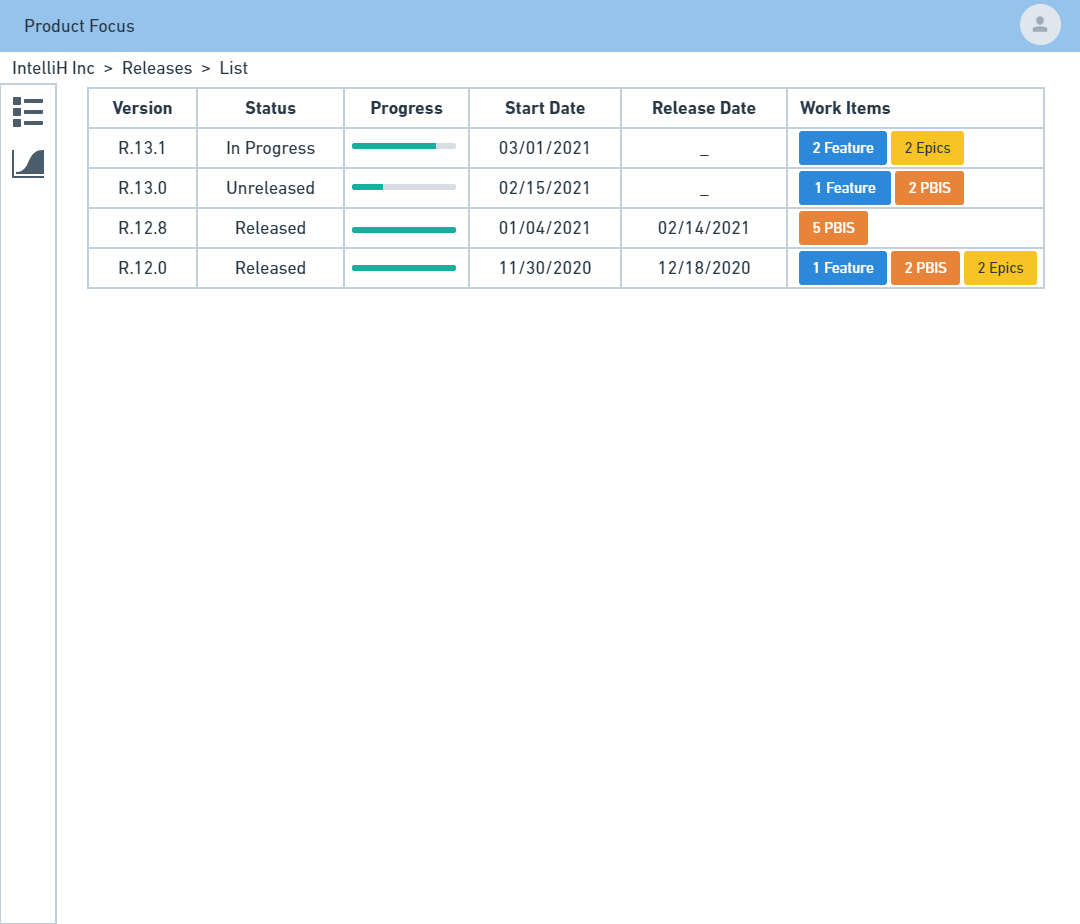 Product Focus
IntelliH Inc > Releases > List
Version Status Progress Start Date Release Date Work Items
R.13.1 In Progress 03/01/2021 _ 2 Feature 2 Epics
R.13.0 Unreleased 02/15/2021 _ 1 Feature 2 PBIS
R.12.8 Released 01/04/2021 02/14/2021 5 PBIS
R.12.0 Released 11/30/2020 12/18/2020 1 Feature 2 PBIS 2 Epics